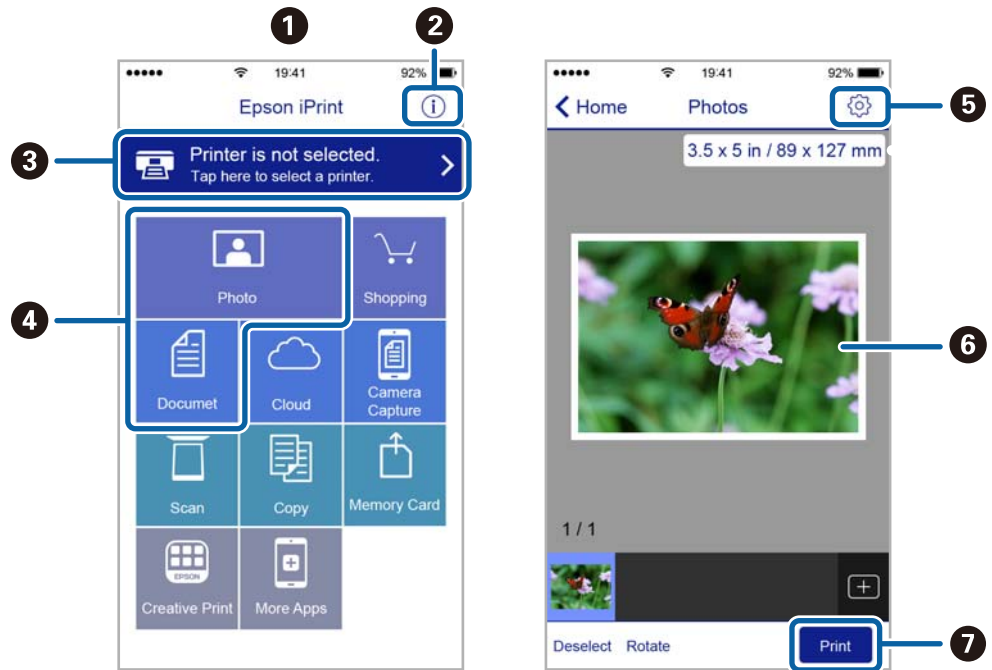 1
2
19:41
92%
Epson iPrint
3
Printer is not selected.
Tap here to select a printer.
4
Photo
Shopping
Documet
Cloud
Camera
Capture
Scan
Copy
Memory Card
EPSON
Creative Print
More Apps
19:41
92%
Home
Photos
5
3.5 x 5 in / 89 x 127 mm
6
1 / 1
Deselect
Rotate
Print
7